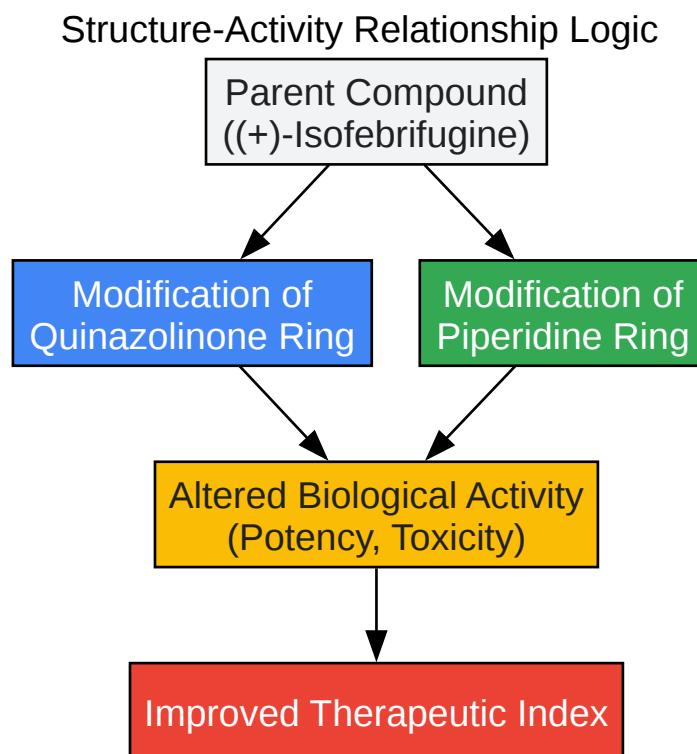 Structure-Activity Relationship Logic
Parent Compound
((+)-Isofebrifugine)
Modification of
Quinazolinone Ring
Modification of
Piperidine Ring
Altered Biological Activity
(Potency, Toxicity)
Improved Therapeutic Index